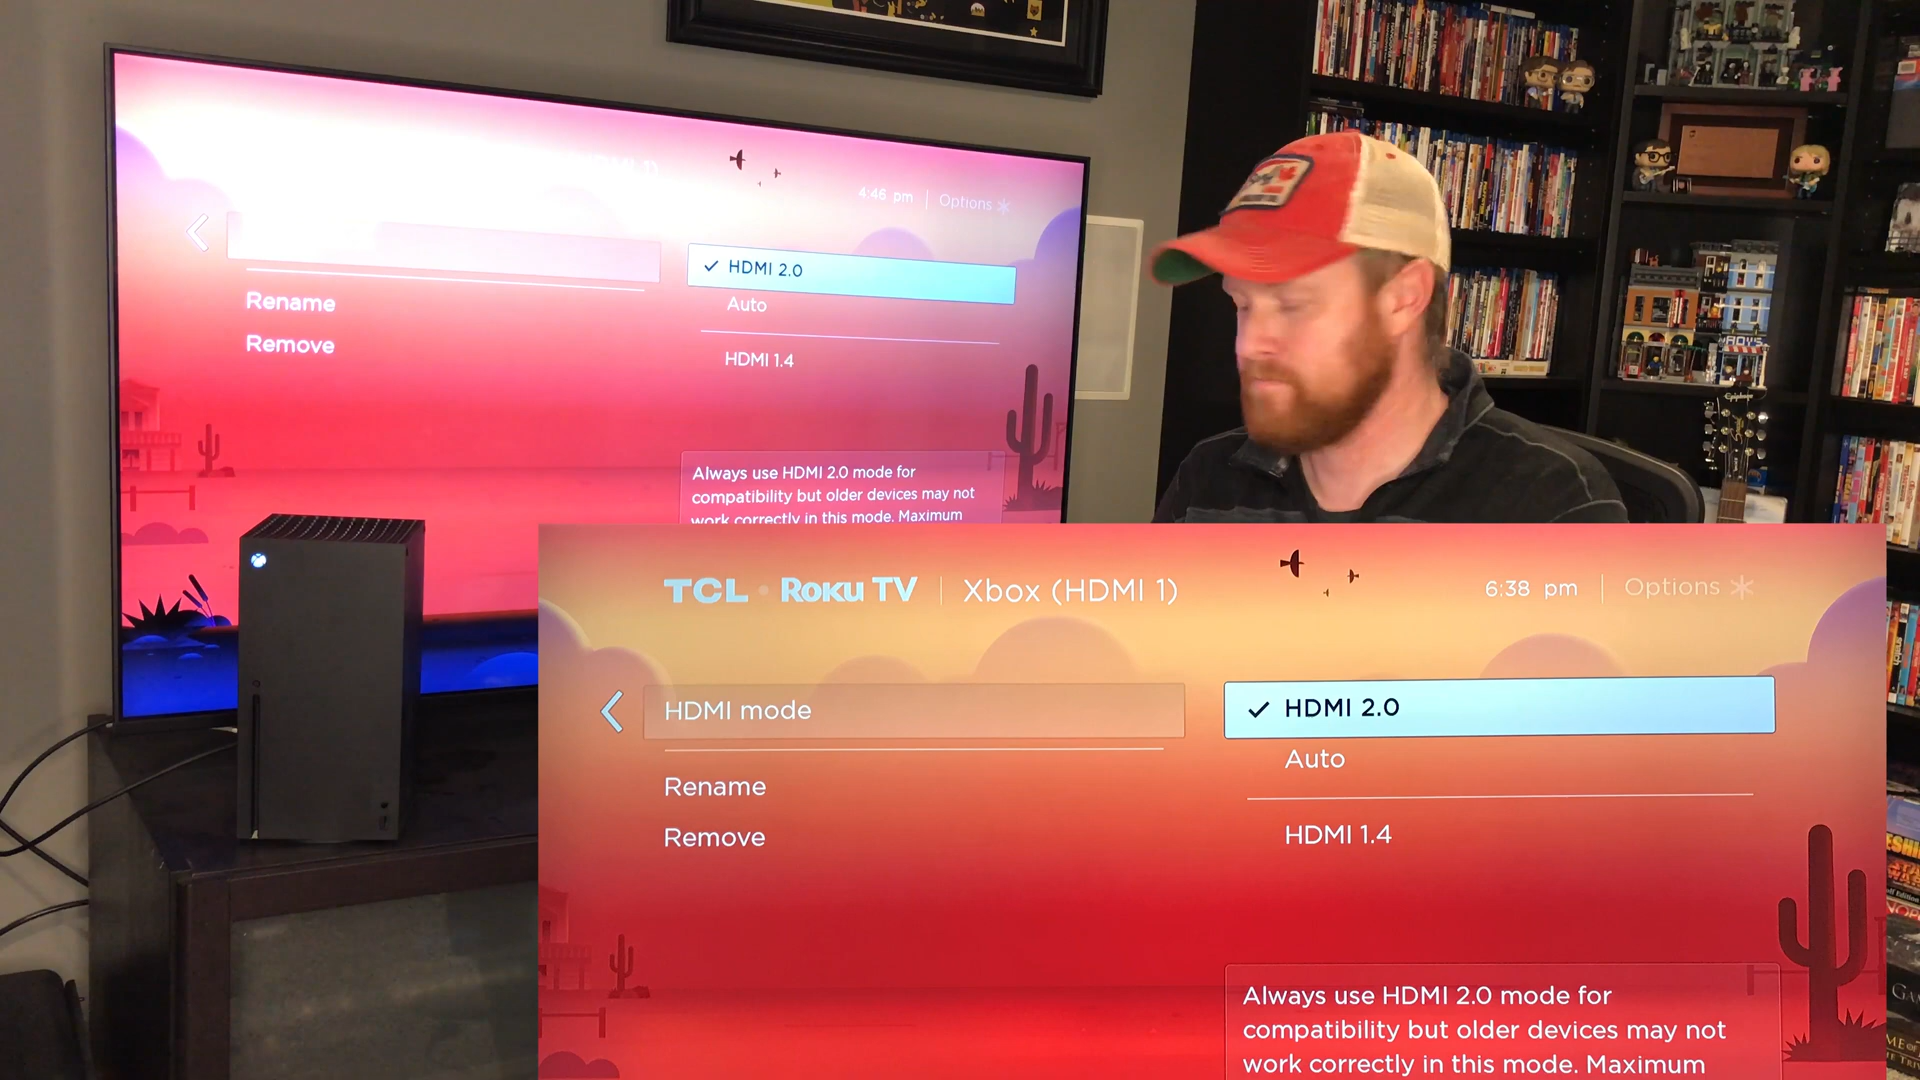 4:46 pm | Options
HDMI 2.0
Auto
HDMI 1.4
Rename
Remove
Always use HDMI 2.0 mode for
compatibility but older devices may not
work correctly in this mode. Maximum
TCL • Roku TV | Xbox (HDMI 1)
6:38 pm | Options
HDMI mode
Rename
Remove
HDMI 2.0
Auto
HDMI 1.4
Always use HDMI 2.0 mode for
compatibility but older devices may not
work correctly in this mode. Maximum